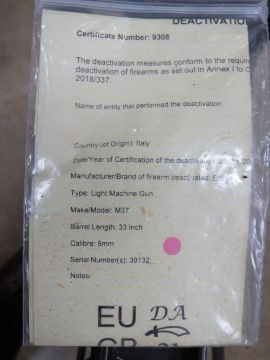 DEACTIVATIO
Certificate Number: 9308
The deactivation measures conform to the requir
deactivation of firearms as set out in Annex I to C
2018/337.
Name of entity that performed the deactivation.
Country (of Origin): Italy
Date/Year of Certification of the deactivation
Manufacturer/Brand of firearm deactivated:
Type: Light Machine Gun
Make/Model: M37
Barrel Length: 33 Inch
Calibre: 8mm
Serial Number(s): 39132
Notes:
EU DA